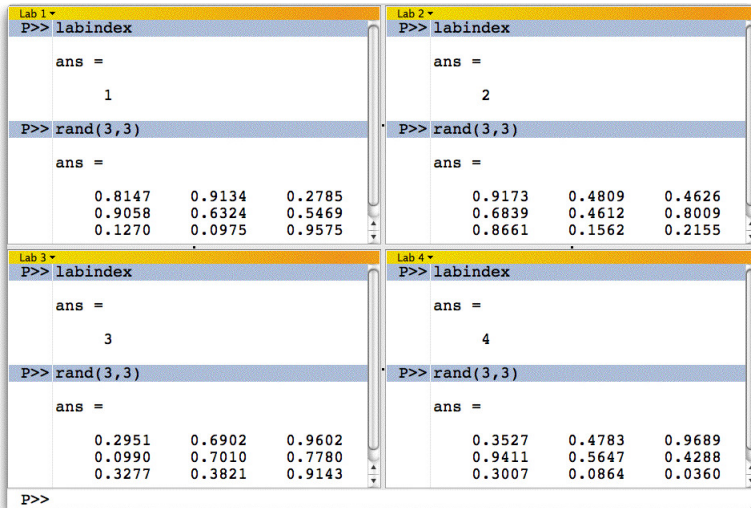 Lab 1
P>> labindex
ans =
1
P>> rand(3,3)
ans =
0.8147 0.9134 0.2785
0.9058 0.6324 0.5469
0.1270 0.0975 0.9575
Lab 2
P>> labindex
ans =
2
P>> rand(3,3)
ans =
0.9173 0.4809 0.4626
0.6839 0.4612 0.8009
0.8661 0.1562 0.2155
Lab 3
P>> labindex
ans =
3
P>> rand(3,3)
ans =
0.2951 0.6902 0.9602
0.0990 0.7010 0.7780
0.3277 0.3821 0.9143
Lab 4
P>> labindex
ans =
4
P>> rand(3,3)
ans =
0.3527 0.4783 0.9689
0.9411 0.5647 0.4288
0.3007 0.0864 0.0360
P>>